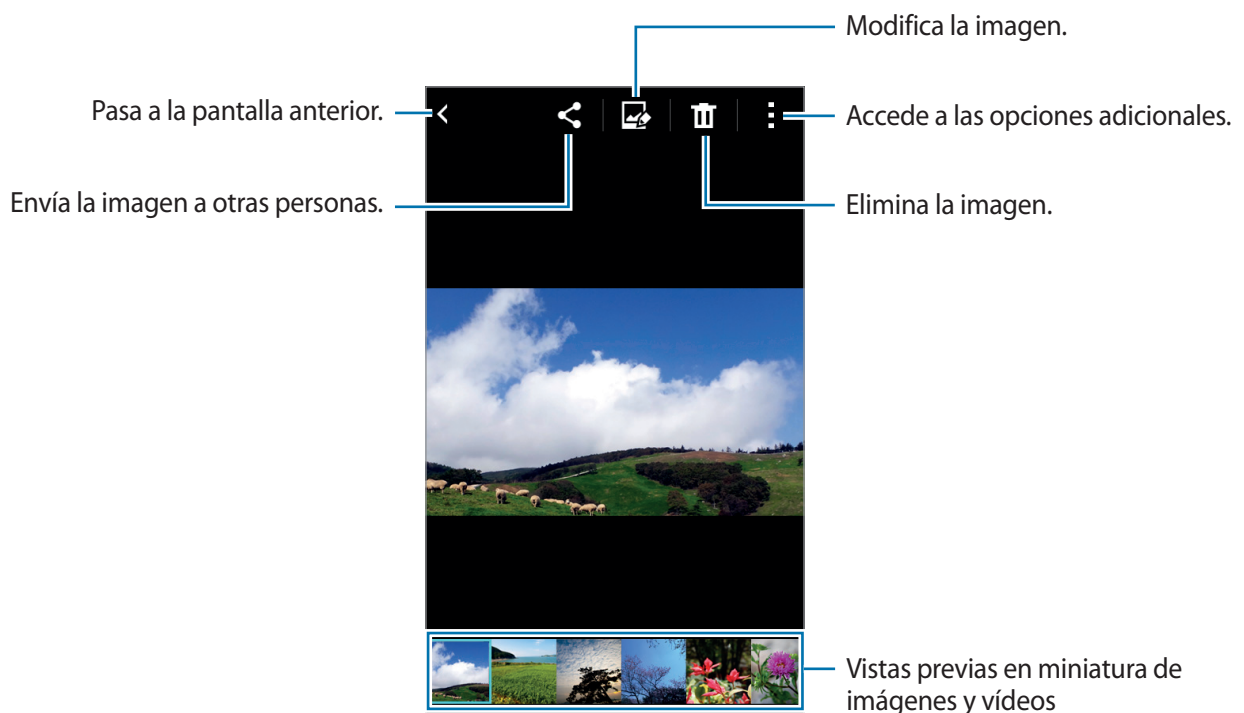 Modifica la imagen.
Pasa a la pantalla anterior.
Accede a las opciones adicionales.
Envía la imagen a otras personas.
Elimina la imagen.
Vistas previas en miniatura de
imágenes y vídeos